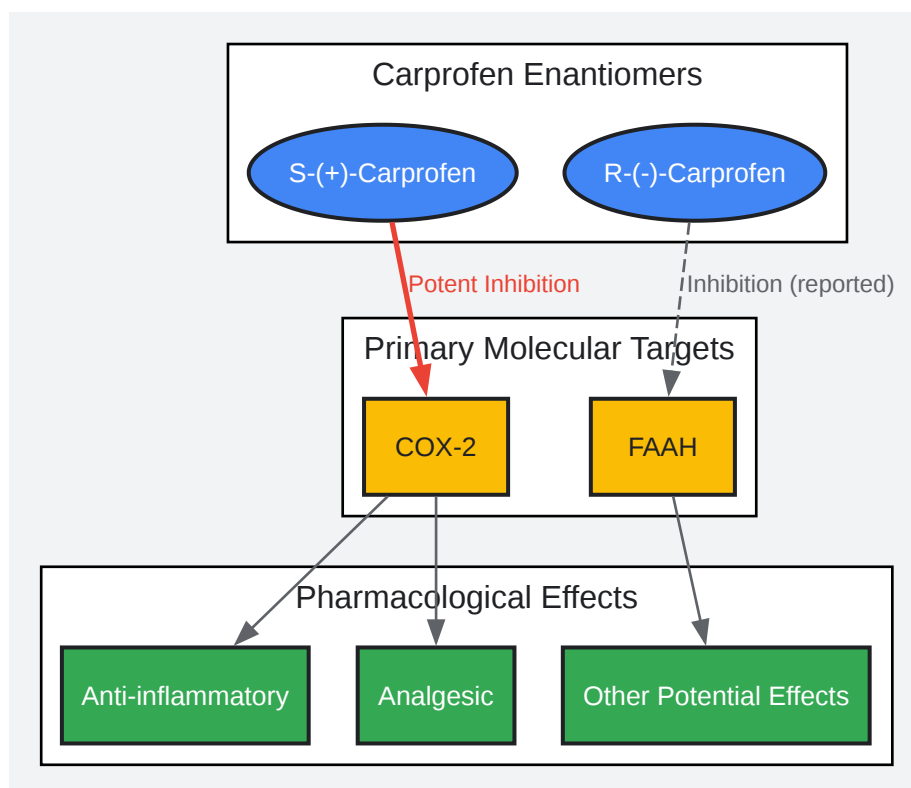 Carprofen Enantiomers
S-(+)-Carprofen
R-(-)-Carprofen
Potent Inhibition
Inhibition (reported)
Primary Molecular Targets
COX-2
FAAH
Pharmacological Effects
Anti-inflammatory
Analgesic
Other Potential Effects